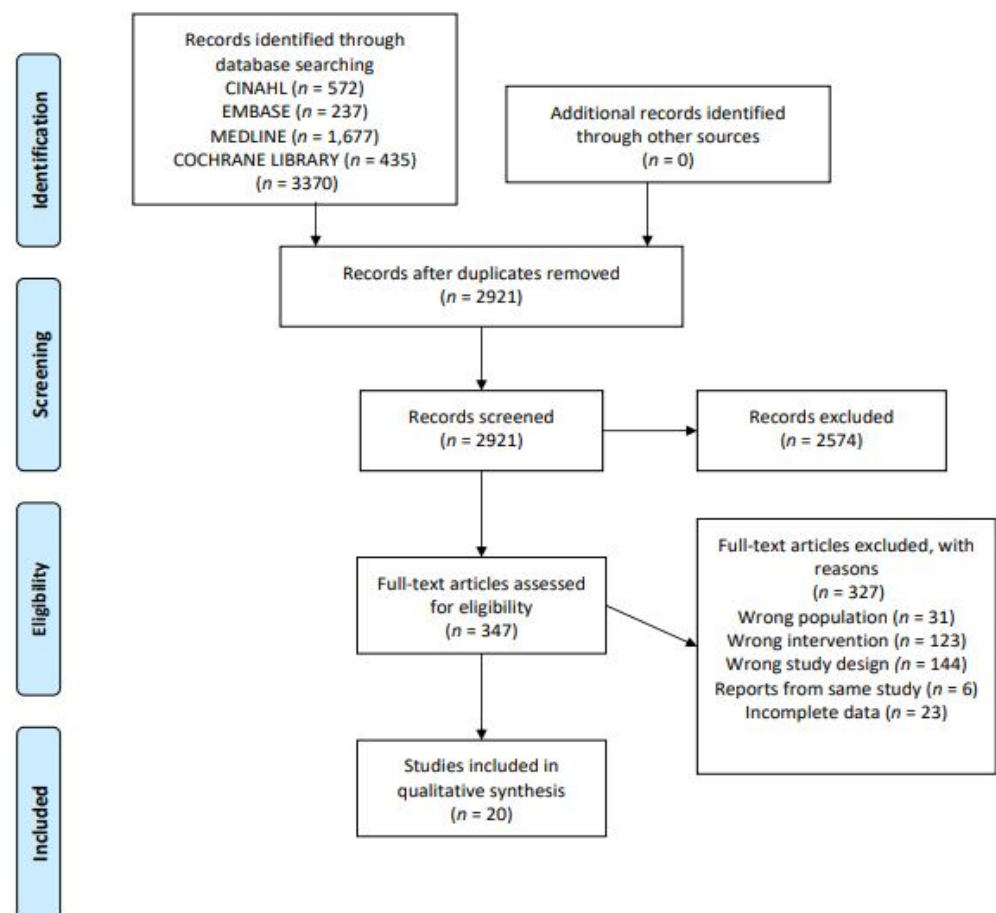 Identification
Records identified through
database searching
CINAHL (n = 572)
EMBASE (n = 237)
MEDLINE (n = 1,677)
COCHRANE LIBRARY (n = 435)
(n = 3370)
Additional records identified
through other sources
(n = 0)
Records after duplicates removed
(n = 2921)
Screening
Records screened
(n = 2921)
Records excluded
(n = 2574)
Eligibility
Full-text articles assessed
for eligibility
(n = 347)
Full-text articles excluded, with
reasons
(n = 327)
Wrong population (n = 31)
Wrong intervention (n = 123)
Wrong study design (n = 144)
Reports from same study (n = 6)
Incomplete data (n = 23)
Included
Studies included in
qualitative synthesis
(n = 20)